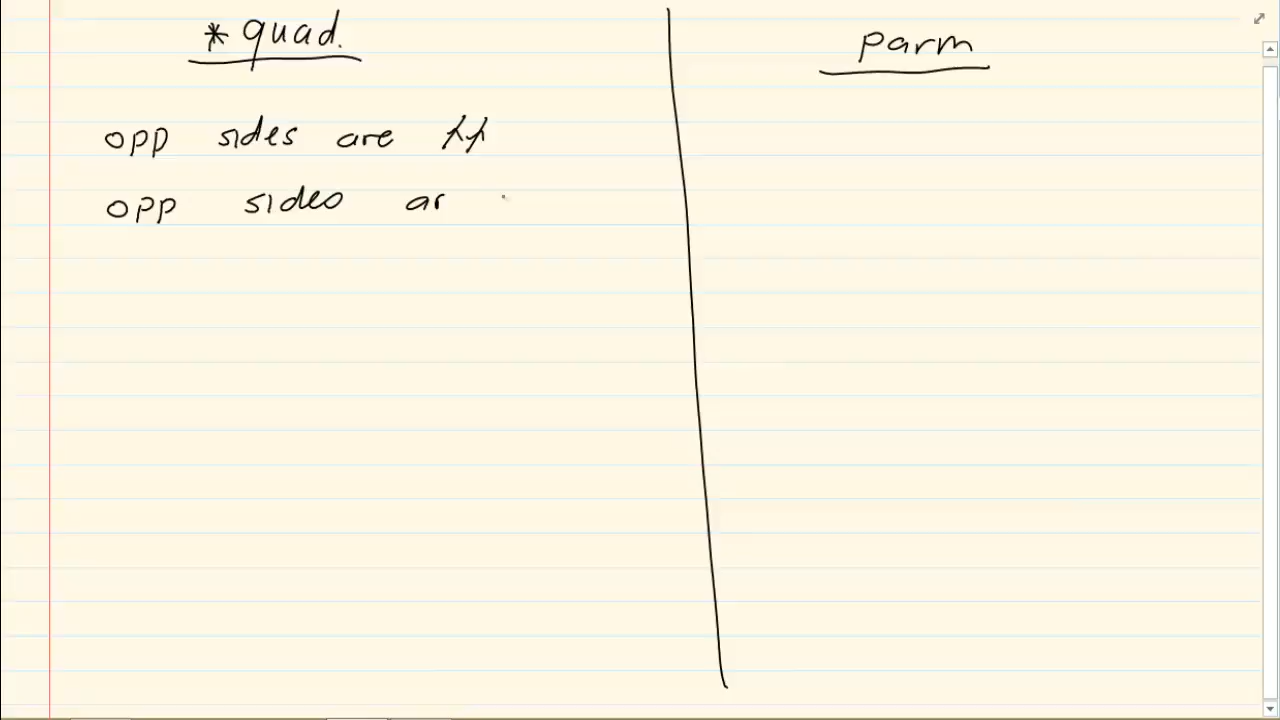 * quad.
parm
opp sides are //
opp sides ar